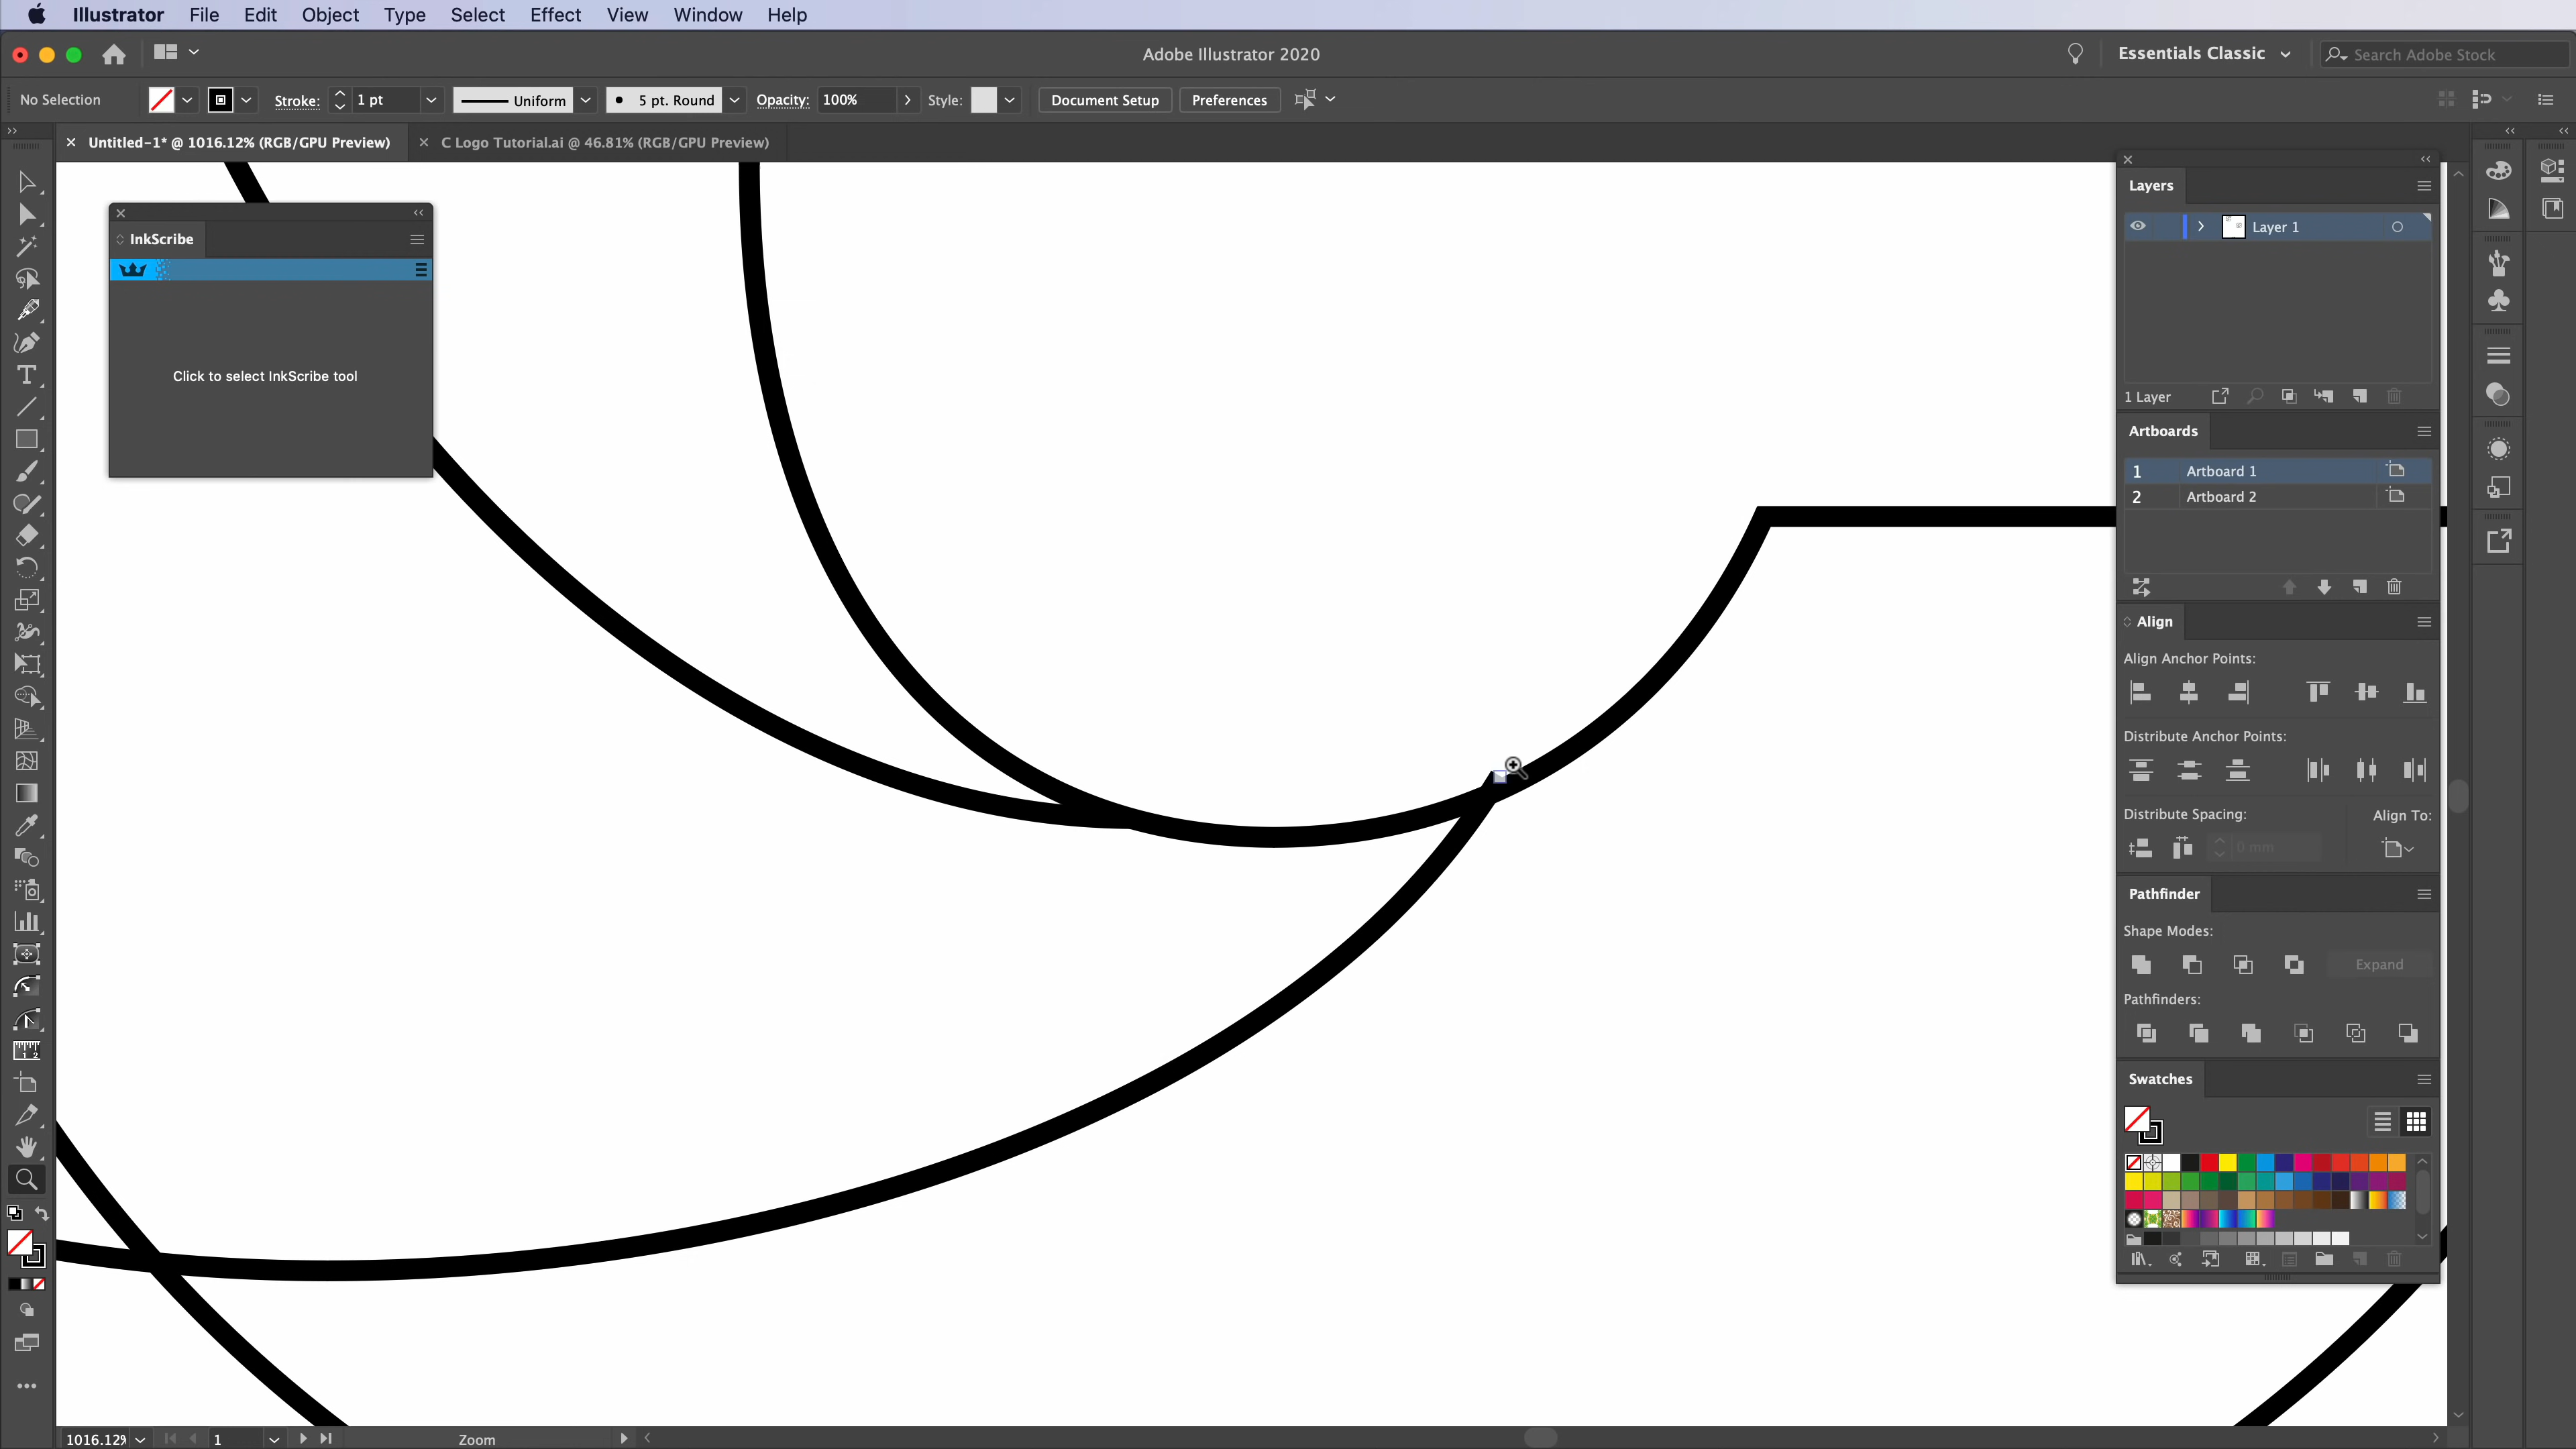 Illustrator File Edit Object Type Select Effect View Window Help
Adobe Illustrator 2020
Essentials Classic
Search Adobe Stock
No Selection
Stroke: 1 pt
Uniform
5 pt. Round
Opacity: 100%
Style:
Document Setup
Preferences
Untitled-1* @ 1016.12% (RGB/GPU Preview)
C Logo Tutorial.ai @ 46.81% (RGB/GPU Preview)
InkScribe
Click to select InkScribe tool
Layers
Layer 1
1 Layer
Artboards
1 Artboard 1
2 Artboard 2
Align
Align Anchor Points:
Distribute Anchor Points:
Distribute Spacing:
Align To:
0 mm
Pathfinder
Shape Modes:
Expand
Pathfinders:
Swatches
1016.12%
1
Zoom